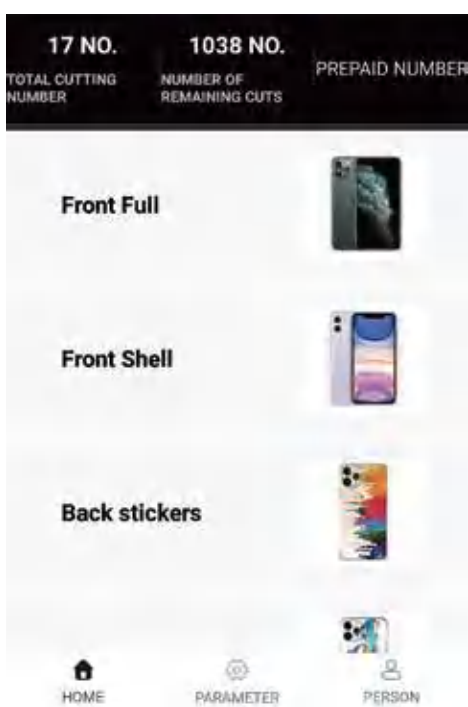 17 NO.
1038 NO.
PREPAID NUMBER
TOTAL CUTTING
NUMBER
NUMBER OF
REMAINING CUTS
Front Full
Front Shell
Back stickers
HOME
PARAMETER
PERSON